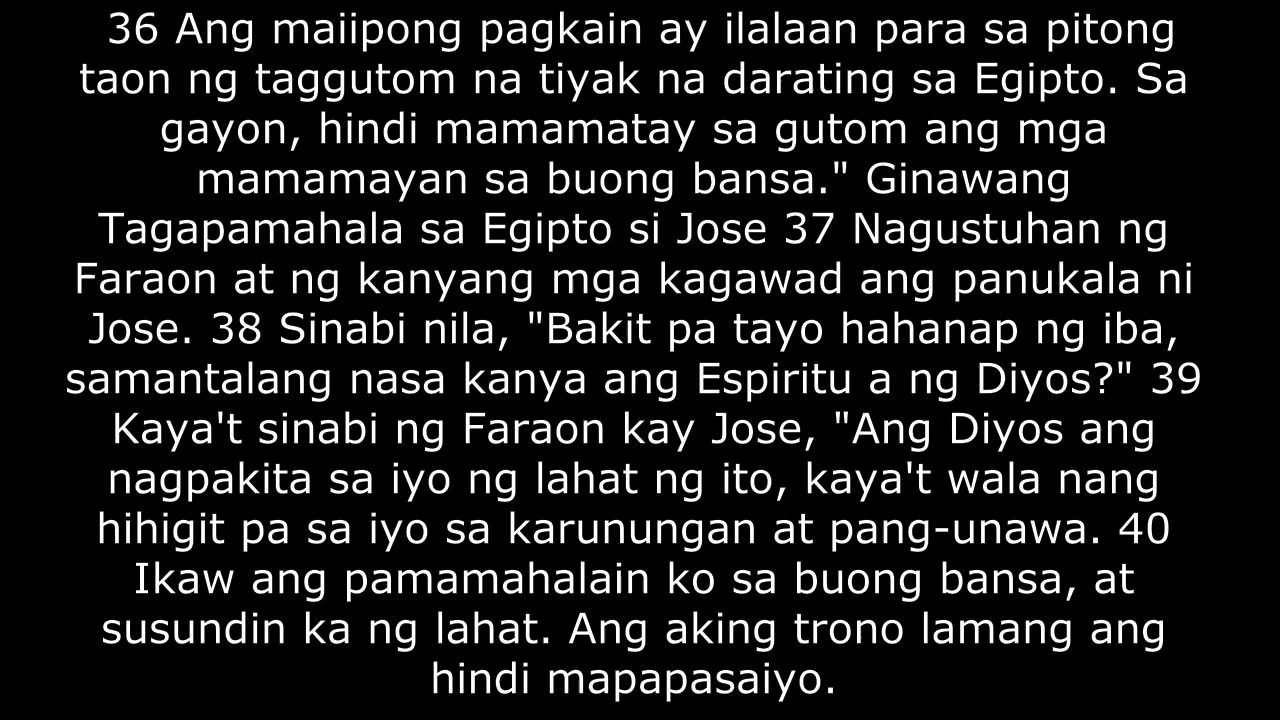 36 Ang maiipong pagkain ay ilalaan para sa pitong
taon ng taggutom na tiyak na darating sa Egipto. Sa
gayon, hindi mamamatay sa gutom ang mga
mamamayan sa buong bansa." Ginawang
Tagapamahala sa Egipto si Jose 37 Nagustuhan ng
Faraon at ng kanyang mga kagawad ang panukala ni
Jose. 38 Sinabi nila, "Bakit pa tayo hahanap ng iba,
samantalang nasa kanya ang Espiritu a ng Diyos?" 39
Kaya't sinabi ng Faraon kay Jose, "Ang Diyos ang
nagpakita sa iyo ng lahat ng ito, kaya't wala nang
hihigit pa sa iyo sa karunungan at pang-unawa. 40
Ikaw ang pamamahalain ko sa buong bansa, at
susundin ka ng lahat. Ang aking trono lamang ang
hindi mapapasaiyo.